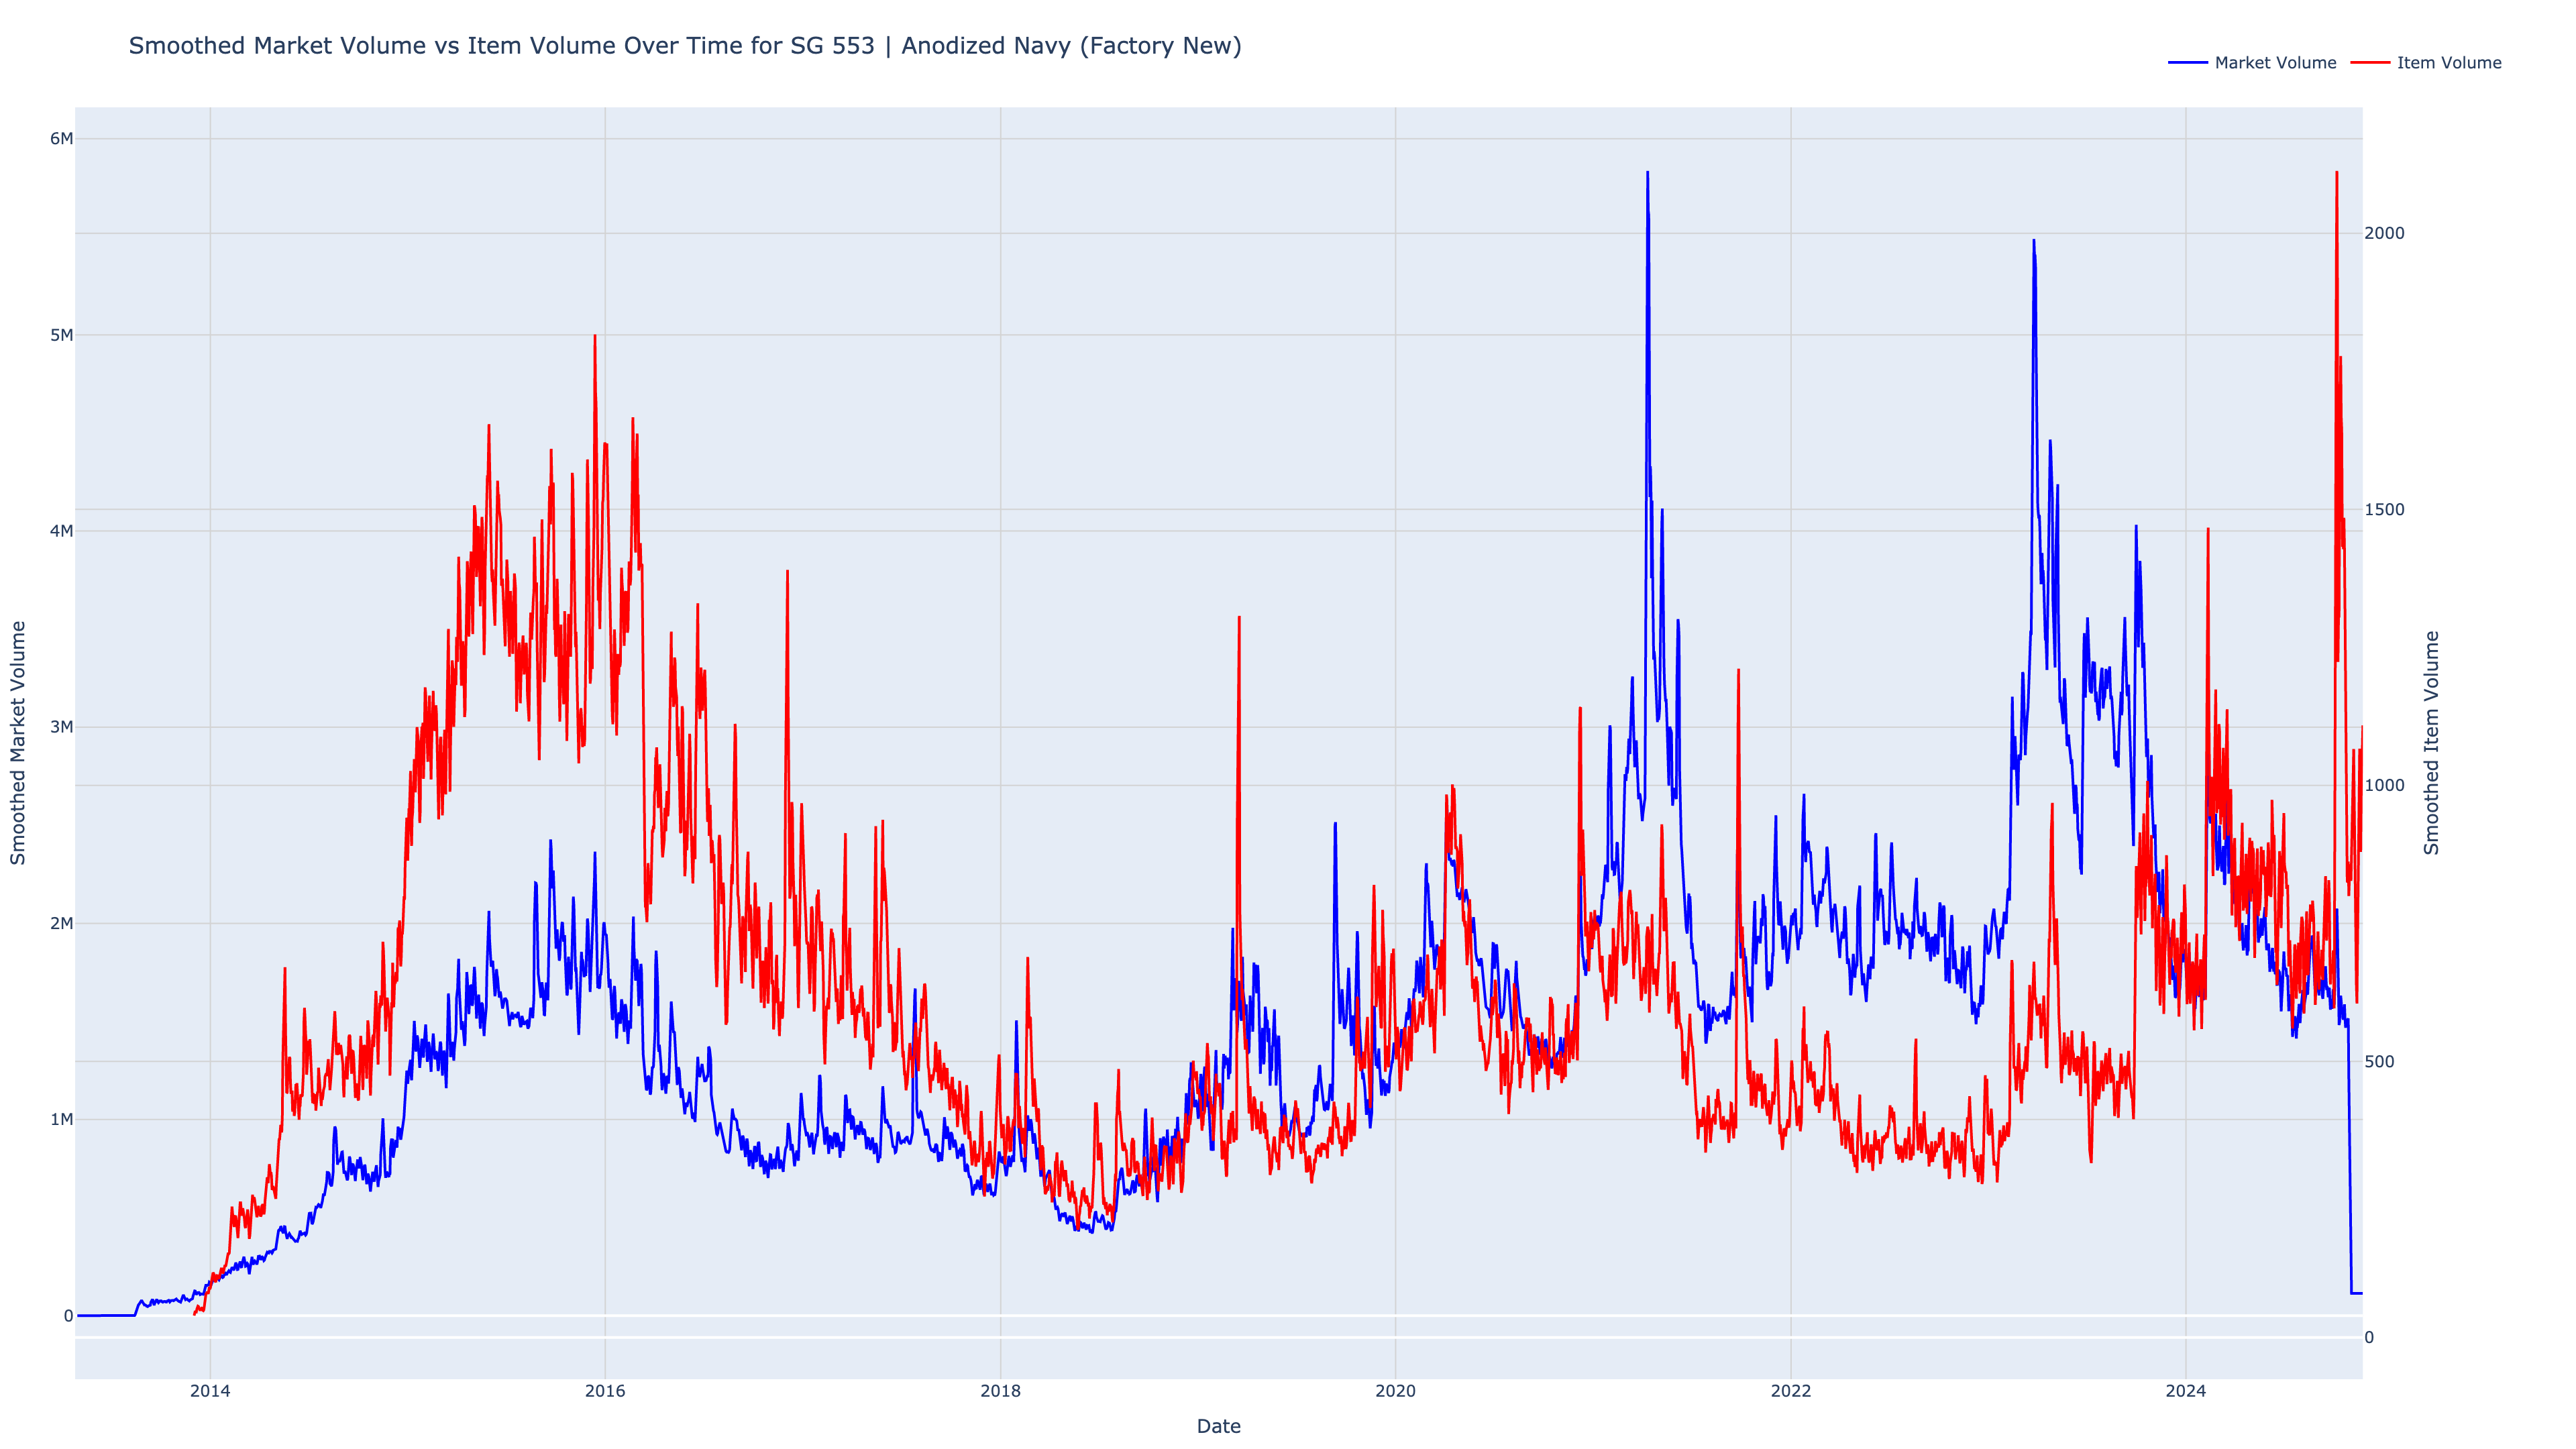 Smoothed Market Volume vs Item Volume Over Time for SG 553 | Anodized Navy (Factory New)
Market Volume
Item Volume
6M
5M
4M
3M
2M
1M
0
Smoothed Market Volume
2000
1500
1000
500
0
Smoothed Item Volume
2014
2016
2018
2020
2022
2024
Date